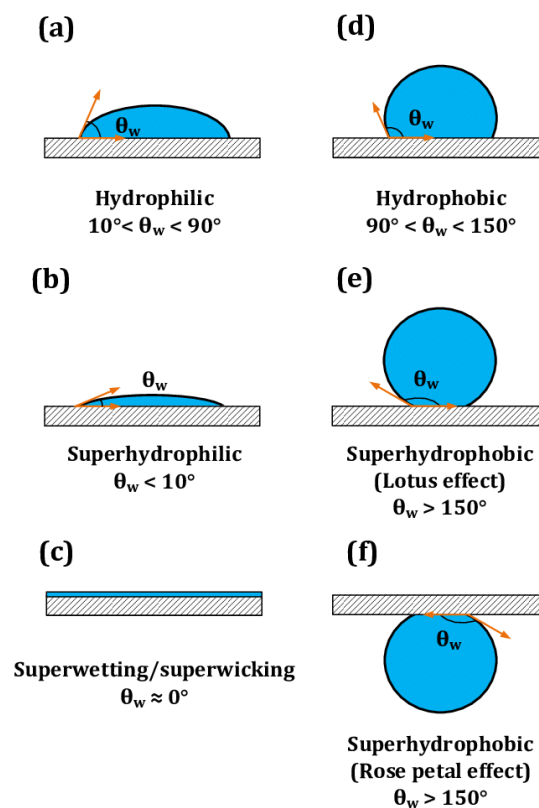 (a)
θw
Hydrophilic
10°< θw < 90°
(b)
θw
Superhydrophilic
θw < 10°
(c)
Superwetting/superwicking
θw ≈ 0°
(d)
θw
Hydrophobic
90° < θw < 150°
(e)
θw
Superhydrophobic
(Lotus effect)
θw > 150°
(f)
θw
Superhydrophobic
(Rose petal effect)
θw > 150°